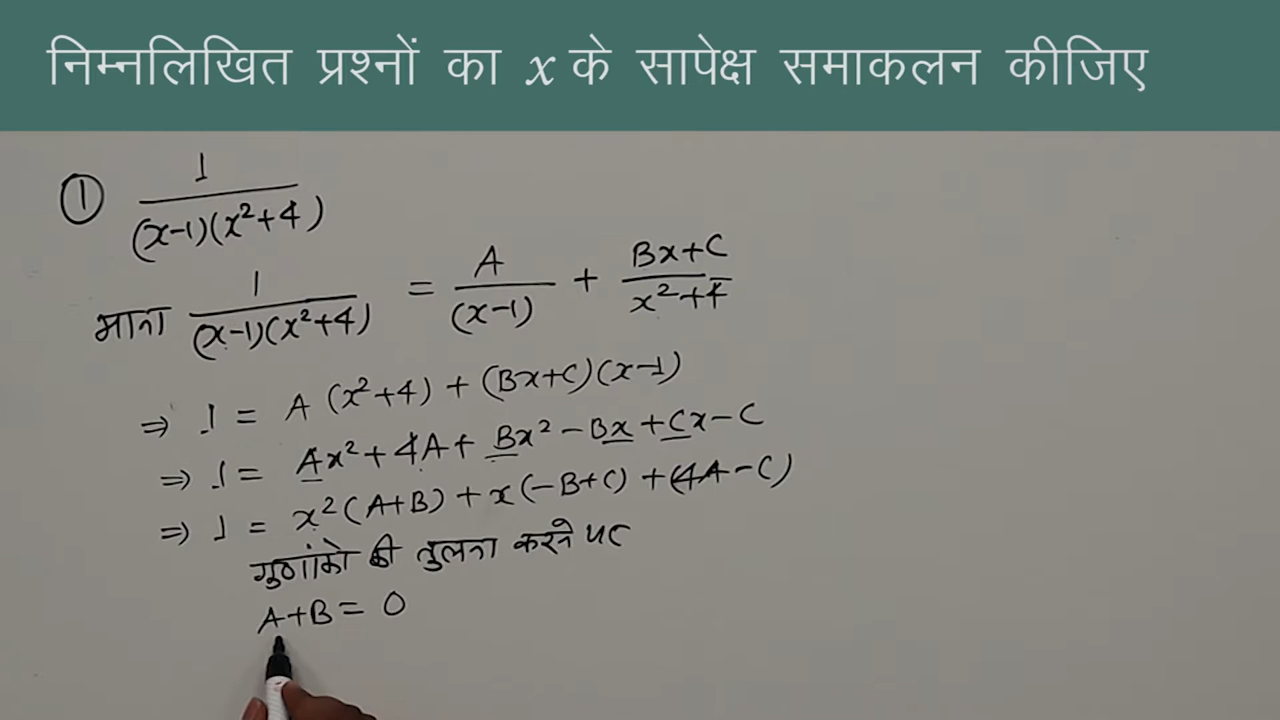 निम्नलिखित प्रश्नों का x के सापेक्ष समाकलन कीजिए
① 1/((x-1)(x²+4))
माना 1/((x-1)(x²+4)) = A/(x-1) + (Bx+C)/(x²+4)
⇒ 1 = A (x²+4) + (Bx+C)(x-1)
⇒ 1 = Ax² + 4A + Bx² - Bx + Cx - C
⇒ 1 = x²(A+B) + x(-B+C) + (4A-C)
गुणांको की तुलना करने पर
A+B = 0